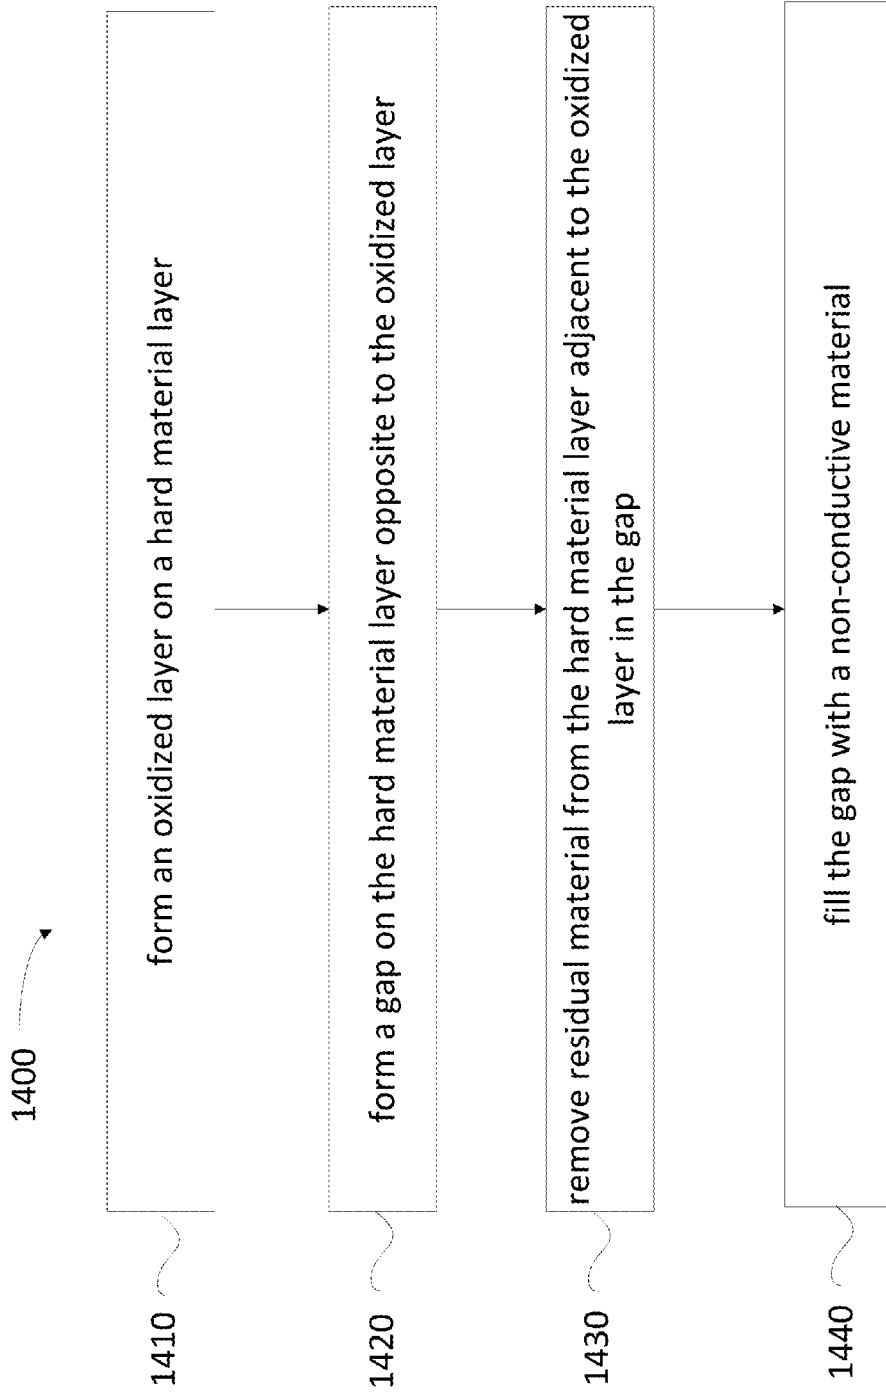 1400
1410
form an oxidized layer on a hard material layer
1420
form a gap on the hard material layer opposite to the oxidized layer
1430
remove residual material from the hard material layer adjacent to the oxidized
layer in the gap
1440
fill the gap with a non-conductive material